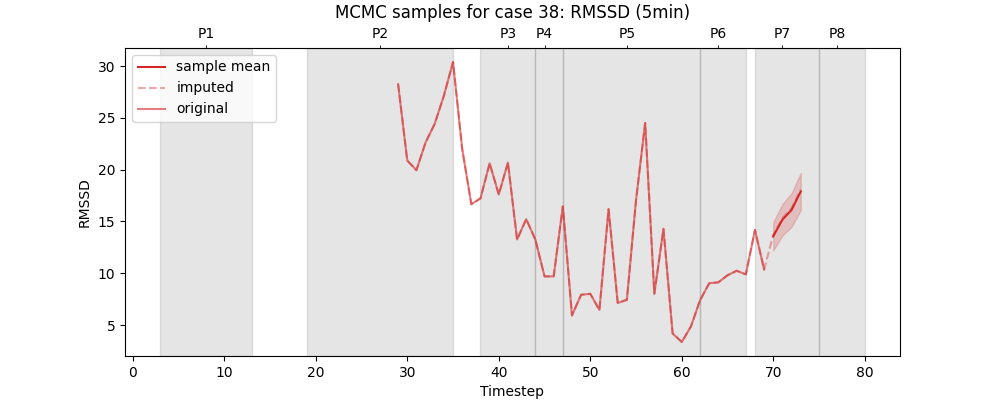 MCMC samples for case 38: RMSSD (5min)
P1 P2 P3 P4 P5 P6 P7 P8
sample mean
imputed
original
30
25
20
15
10
5
RMSSD
0 10 20 30 40 50 60 70 80
Timestep